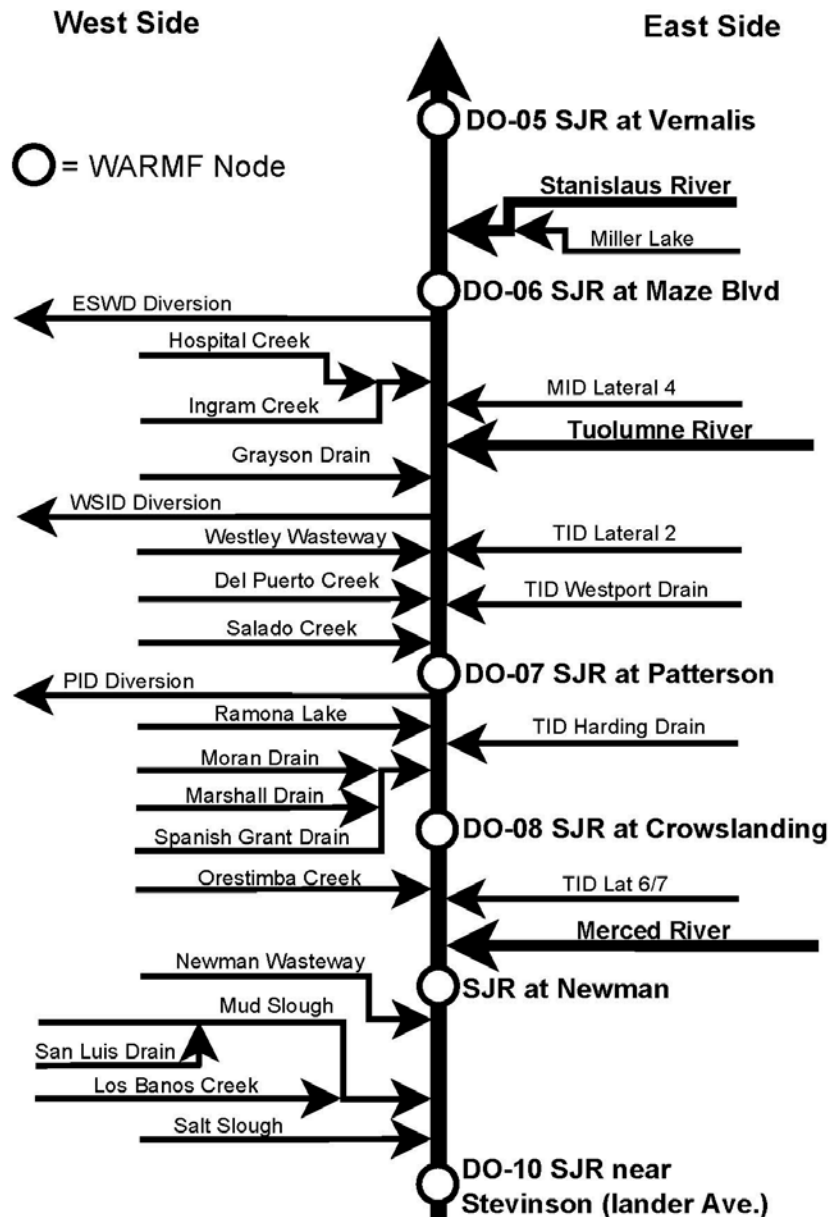 West Side
East Side
DO-05 SJR at Vernalis
= WARMF Node
Stanislaus River
Miller Lake
DO-06 SJR at Maze Blvd
ESWD Diversion
Hospital Creek
Ingram Creek
MID Lateral 4
Tuolumne River
Grayson Drain
WSID Diversion
Westley Wasteway
TID Lateral 2
Del Puerto Creek
TID Westport Drain
Salado Creek
DO-07 SJR at Patterson
PID Diversion
Ramona Lake
TID Harding Drain
Moran Drain
Marshall Drain
Spanish Grant Drain
DO-08 SJR at Crowslanding
Orestimba Creek
TID Lat 6/7
Merced River
Newman Wasteway
SJR at Newman
Mud Slough
San Luis Drain
Los Banos Creek
Salt Slough
DO-10 SJR near
Stevinson (lander Ave.)